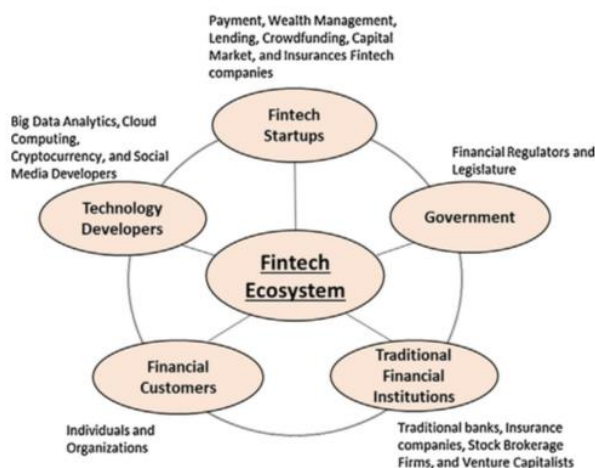 Payment, Wealth Management,
Lending, Crowdfunding, Capital
Market, and Insurances Fintech
companies
Fintech
Startups
Big Data Analytics, Cloud
Computing,
Cryptocurrency, and Social
Media Developers
Technology
Developers
Financial Regulators and
Legislature
Government
Fintech
Ecosystem
Financial
Customers
Individuals and
Organizations
Traditional
Financial
Institutions
Traditional banks, Insurance
companies, Stock Brokerage
Firms, and Venture Capitalists